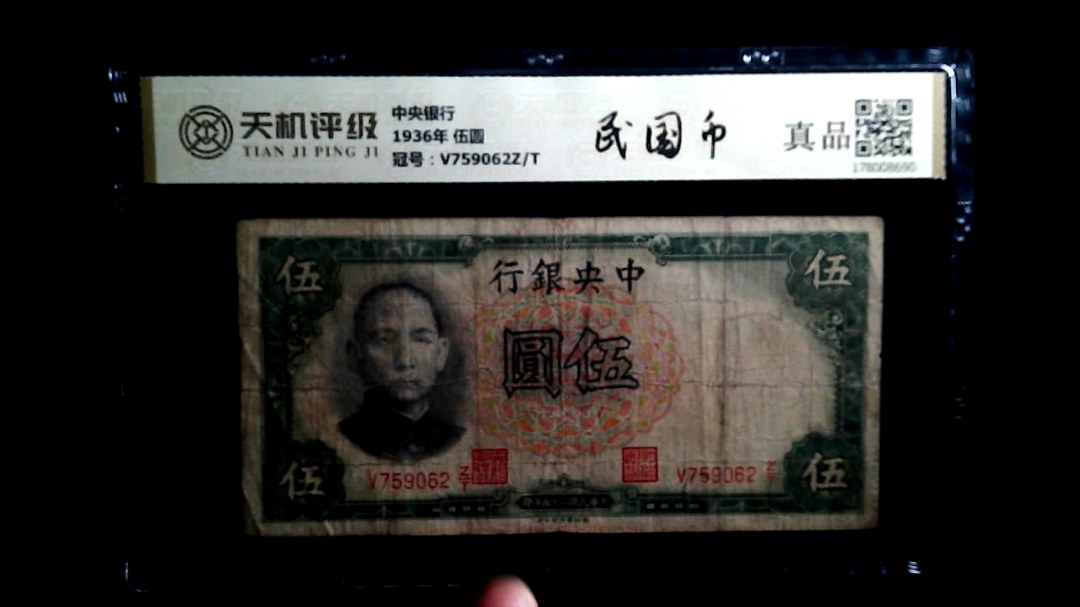 天机评级
TIAN JI PING JI
中央银行
1936年 伍圆
冠号：V759062Z/T
民国币
真品
178008690
伍
行銀央中
伍
圓伍
V759062 Z/T
V759062 Z/T
伍
伍